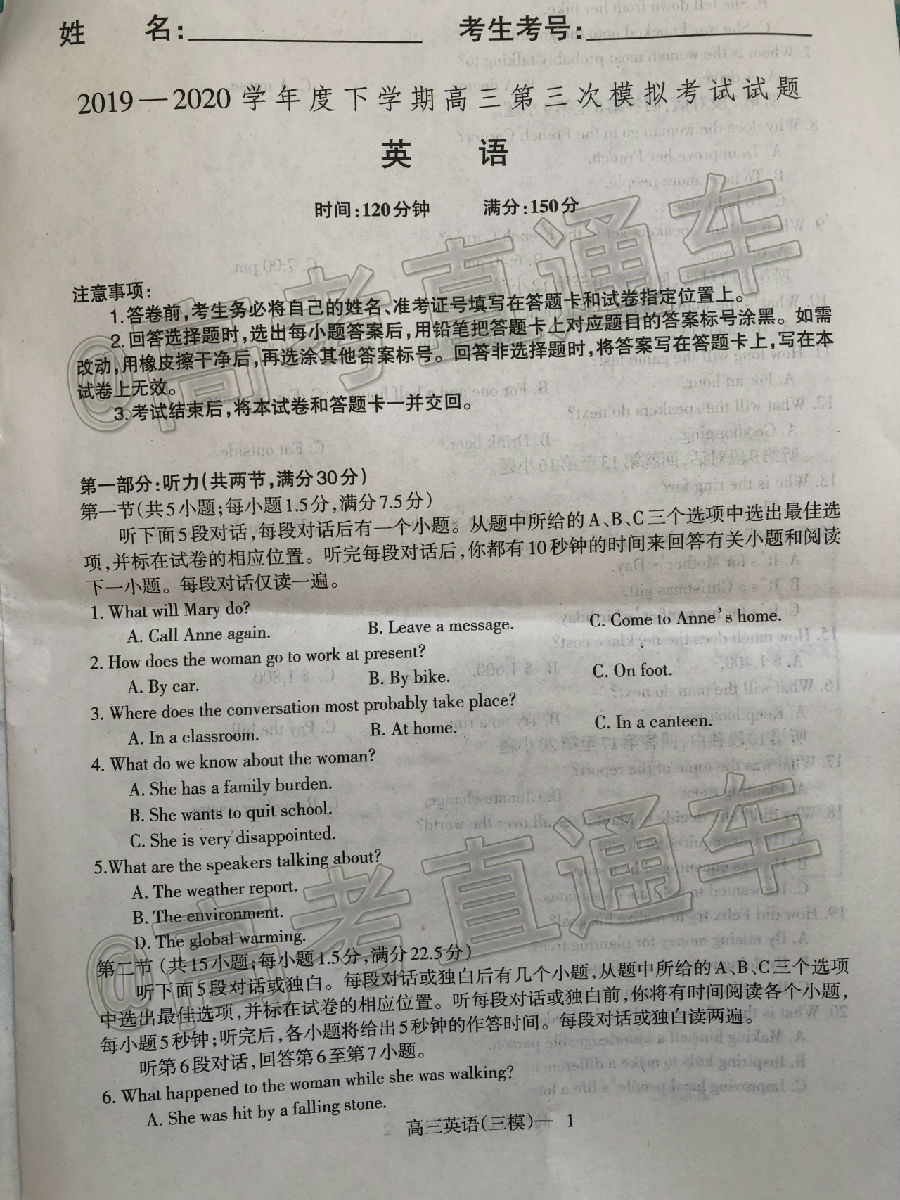 姓 名:
考生考号:
2019—2020学年度下学期高三第三次模拟考试试题
英 语
时间:120分钟 满分:150分
注意事项:
1.答卷前,考生务必将自己的姓名、准考证号填写在答题卡和试卷指定位置上。
2.回答选择题时,选出每小题答案后,用铅笔把答题卡上对应题目的答案标号涂黑。如需
改动,用橡皮擦干净后,再选涂其他答案标号。回答非选择题时,将答案写在答题卡上,写在本
试卷上无效。
3.考试结束后,将本试卷和答题卡一并交回。
@高考直通车
第一部分:听力(共两节,满分30分)
第一节(共5小题;每小题1.5分,满分7.5分)
听下面5段对话,每段对话后有一个小题。从题中所给的A、B、C三个选项中选出最佳选
项,并标在试卷的相应位置。听完每段对话后,你都有10秒钟的时间来回答有关小题和阅读
下一小题。每段对话仅读一遍。
1. What will Mary do?
A. Call Anne again. B. Leave a message. C. Come to Anne's home.
2. How does the woman go to work at present?
A. By car. B. By bike. C. On foot.
3. Where does the conversation most probably take place?
A. In a classroom. B. At home. C. In a canteen.
4. What do we know about the woman?
A. She has a family burden.
B. She wants to quit school.
C. She is very disappointed.
5.What are the speakers talking about?
A. The weather report.
B. The environment.
D. The global warming.
@高考直通车
第二节 (共15小题;每小题1.5分,满分22.5分)
听下面5段对话或独白。每段对话或独白后有几个小题,从题中所给的A、B、C三个选项
中选出最佳选项,并标在试卷的相应位置。听每段对话或独白前,你将有时间阅读各个小题,
每小题5秒钟;听完后,各小题将给出5秒钟的作答时间。每段对话或独白读两遍。
听第6段对话,回答第6至第7小题。
6. What happened to the woman while she was walking?
A. She was hit by a falling stone.
高三英语(三模)— 1